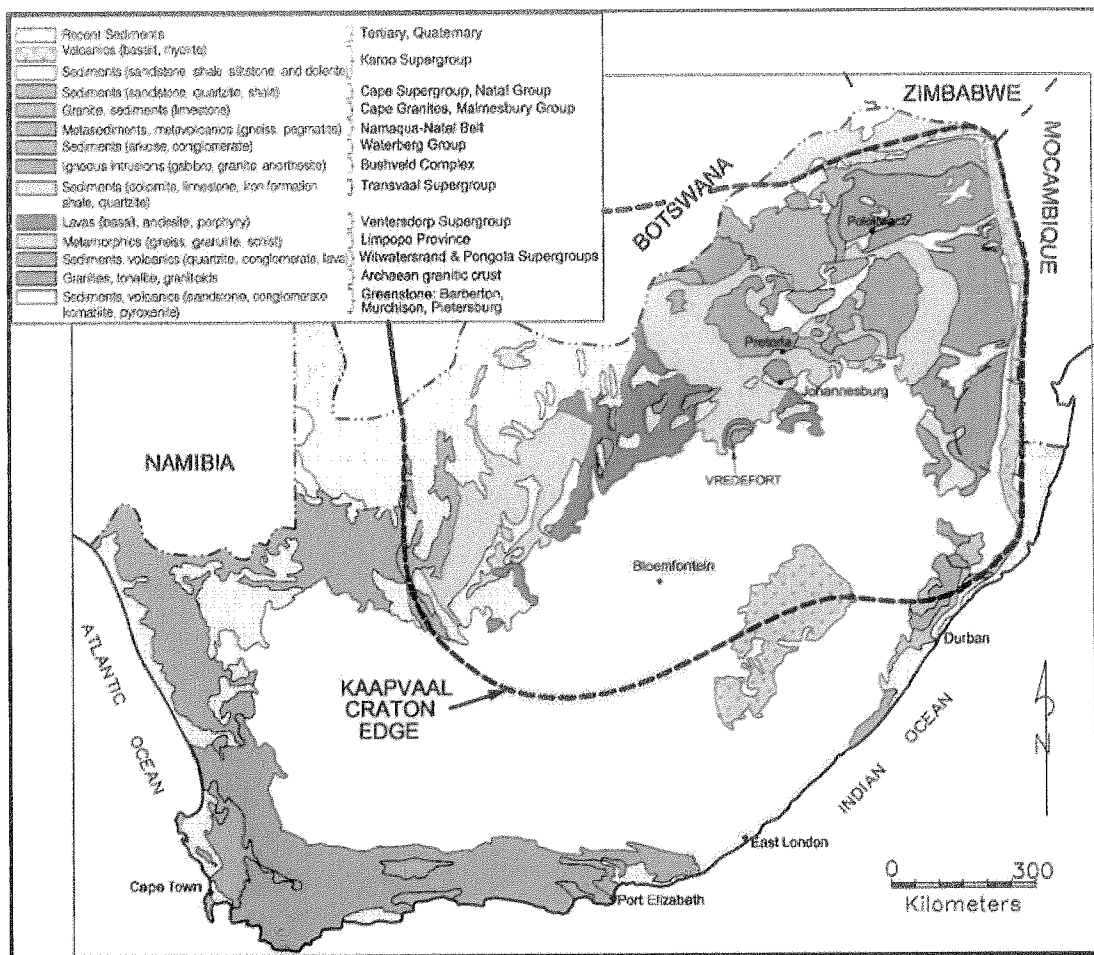 Recent Sediments
Tertiary, Quaternary
Volcanics (basalt, rhyolite)
Karoo Supergroup
Sediments (sandstone, shale, siltstone, and dolerite)
Sediments (sandstone, quartzite, shale)
Cape Supergroup, Natal Group
Granite, sediments (limestone)
Cape Granites, Malmesbury Group
Metasediments, metavolcanics (gneiss, pegmatite)
Namaqua-Natal Belt
Sediments (arkose, conglomerate)
Waterberg Group
Igneous intrusions (gabbro, granite, anorthosite)
Bushveld Complex
Sediments (dolomite, limestone, iron formation
shale, quartzite)
Transvaal Supergroup
Lavas (basalt, andesite, porphyry)
Ventersdorp Supergroup
Metamorphics (gneiss, granulite, schist)
Limpopo Province
Sediments, volcanics (quartzite, conglomerate, lava)
Witwatersrand & Pongola Supergroups
Granites, tonalite, granitoids
Archaean granitic crust
Sediments, volcanics (sandstone, conglomerate
komatiite, pyroxenite)
Greenstone: Barberton,
Murchison, Pietersburg
ZIMBABWE
MOCAMBIQUE
BOTSWANA
Pretoria
Johannesburg
NAMIBIA
VREDEFORT
Bloemfontein
Durban
KAAPVAAL
CRATON
EDGE
ATLANTIC
OCEAN
INDIAN OCEAN
N
East London
Cape Town
Port Elizabeth
0 300
Kilometers